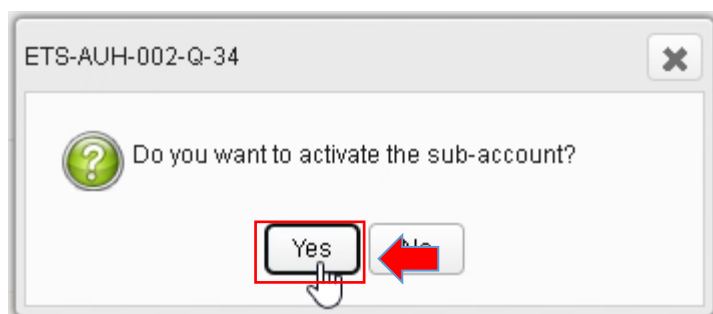 ETS-AUH-002-Q-34
Do you want to activate the sub-account?
Yes